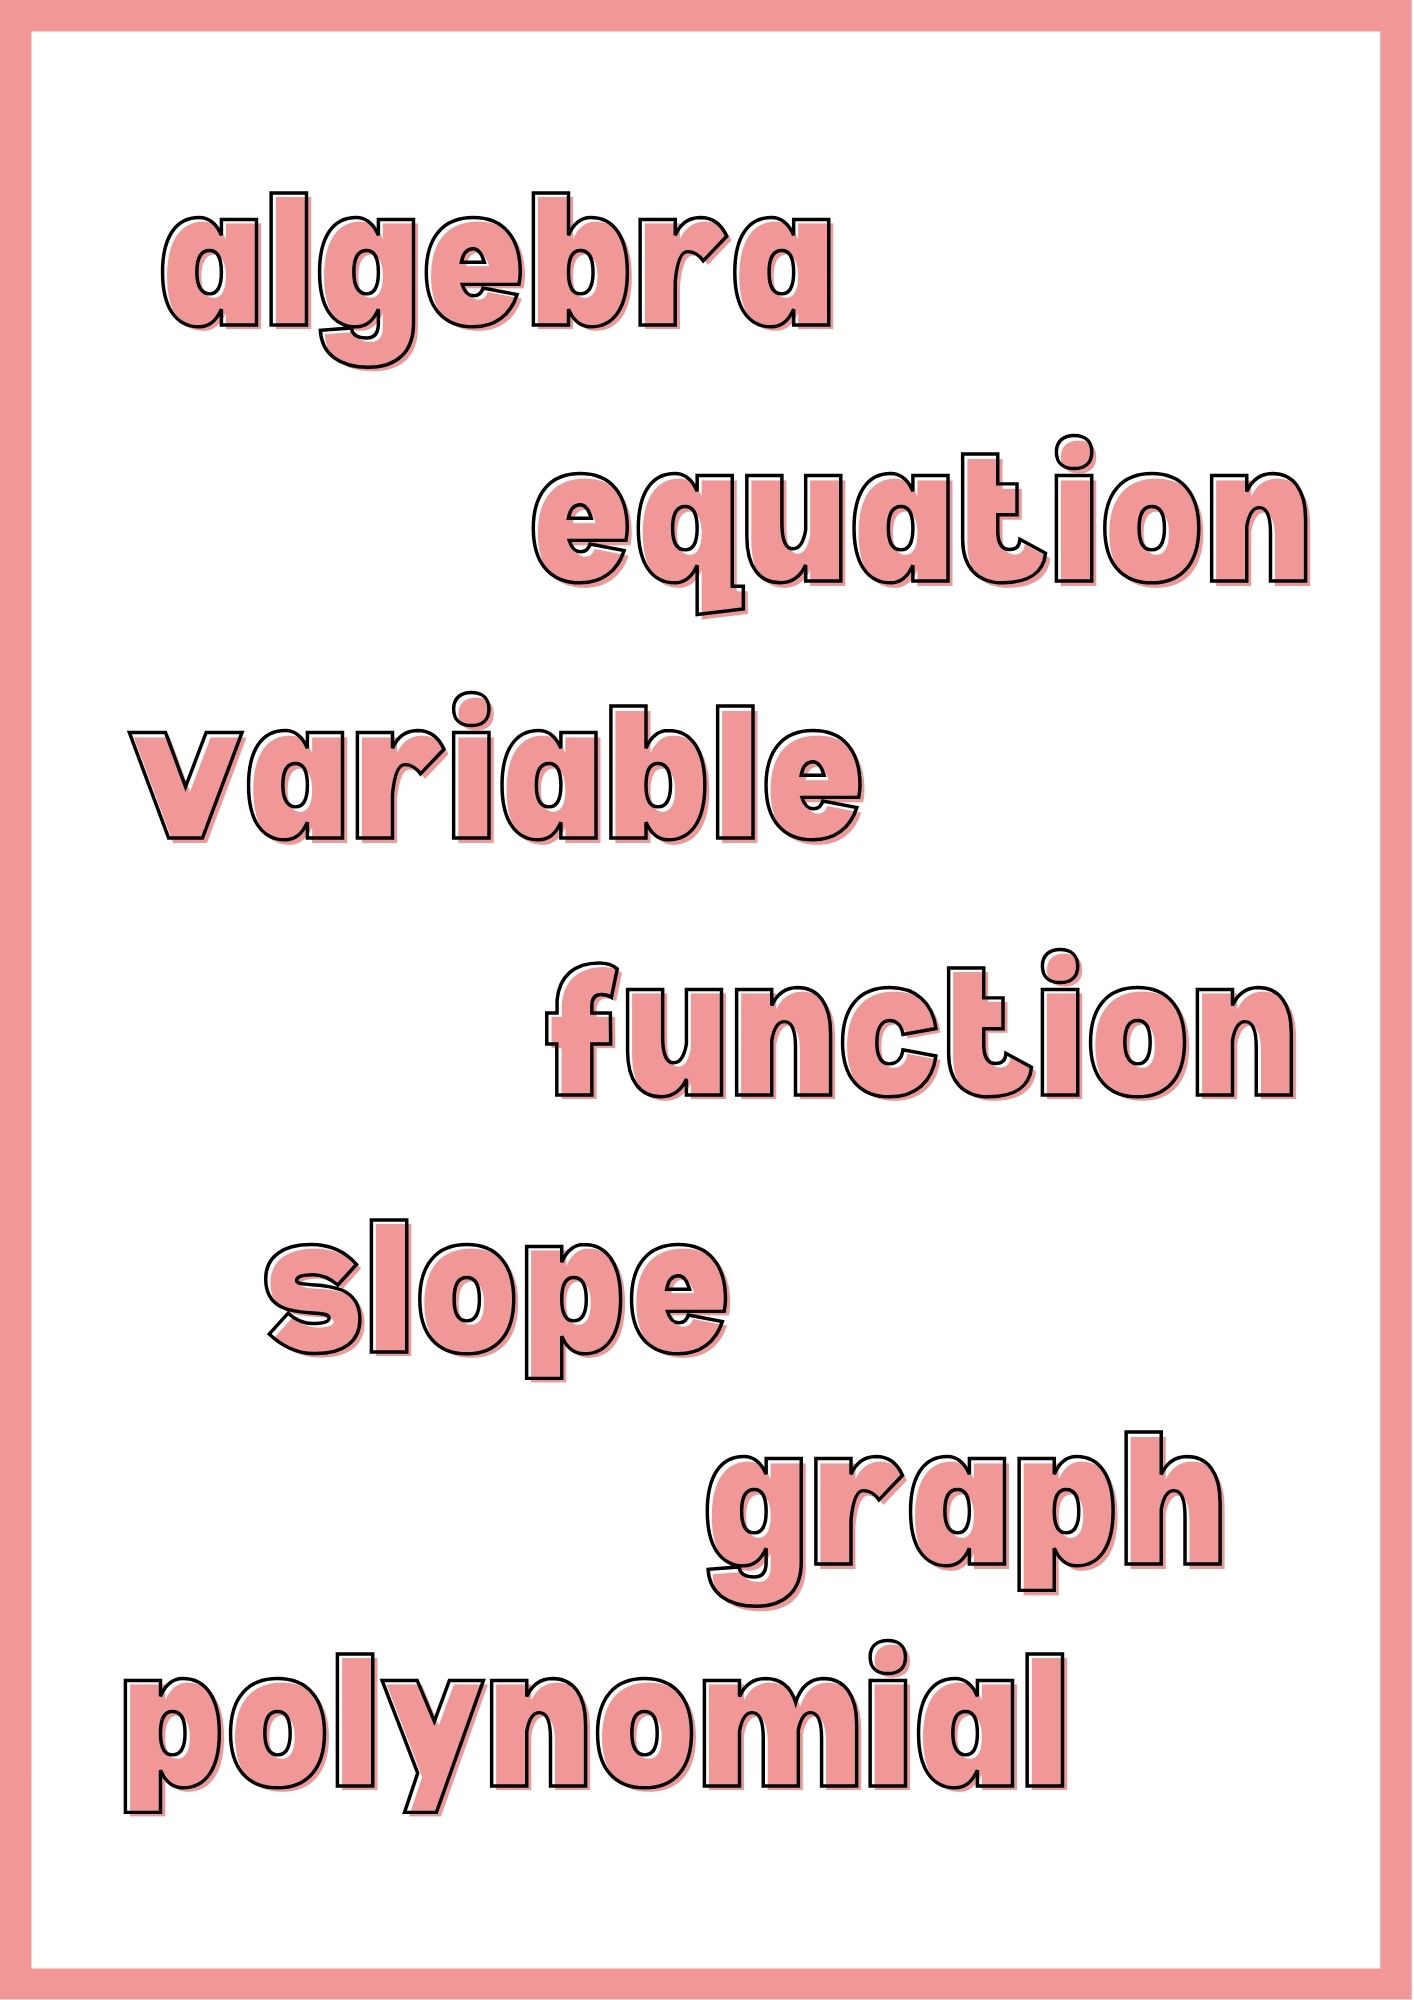 algebra
equation
variable
function
slope
graph
polynomial